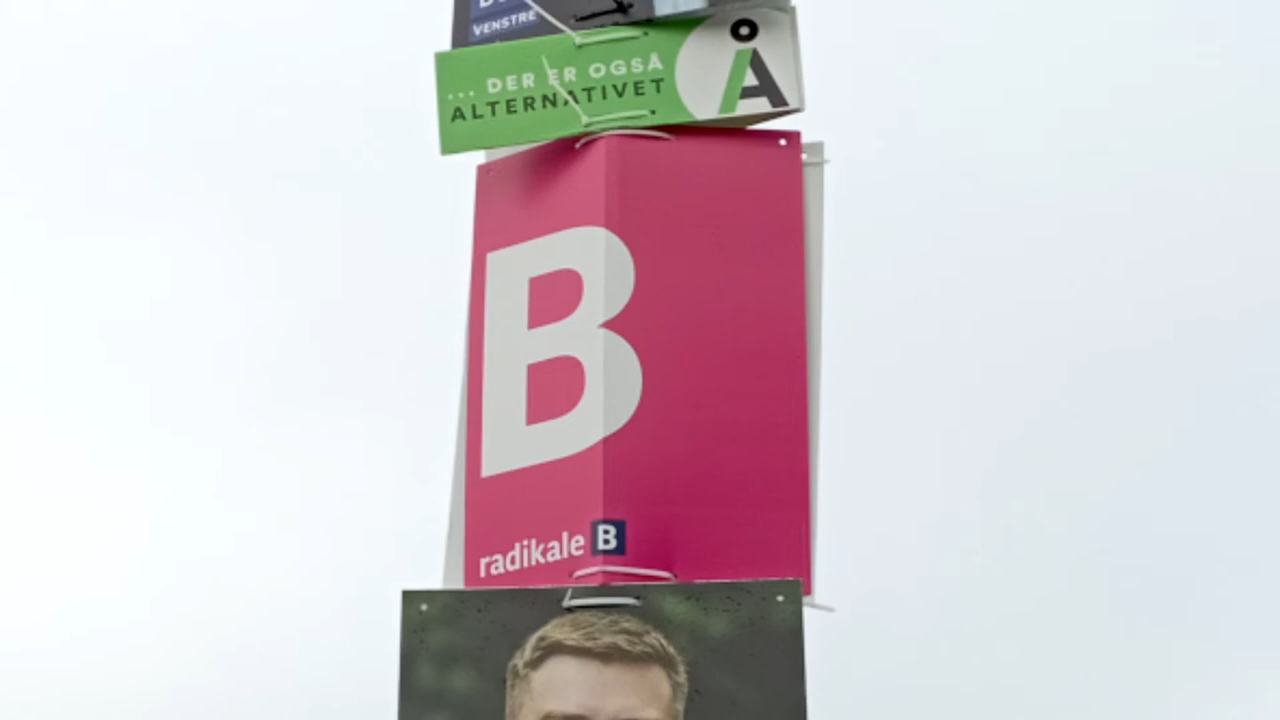 VENSTRE
... DER ER OGSÅ
ALTERNATIVET
Å
B
radikale B